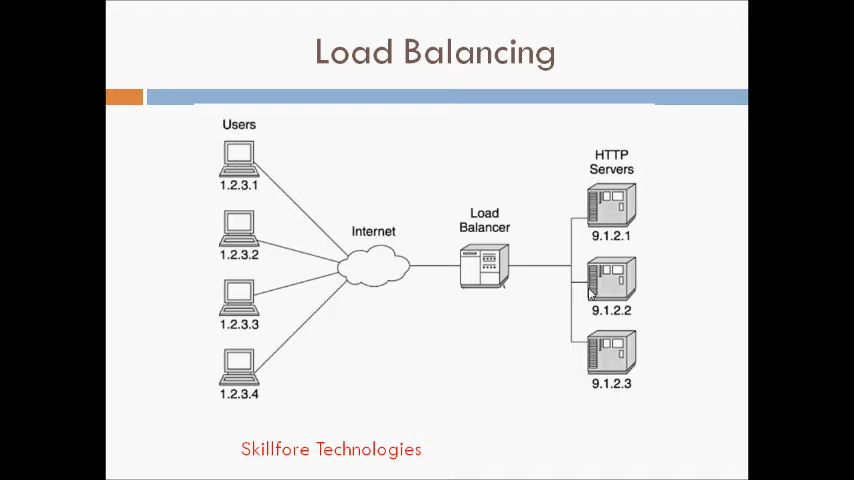 Load Balancing
Users
1.2.3.1
1.2.3.2
1.2.3.3
1.2.3.4
Internet
Load
Balancer
HTTP
Servers
9.1.2.1
9.1.2.2
9.1.2.3
Skillfore Technologies